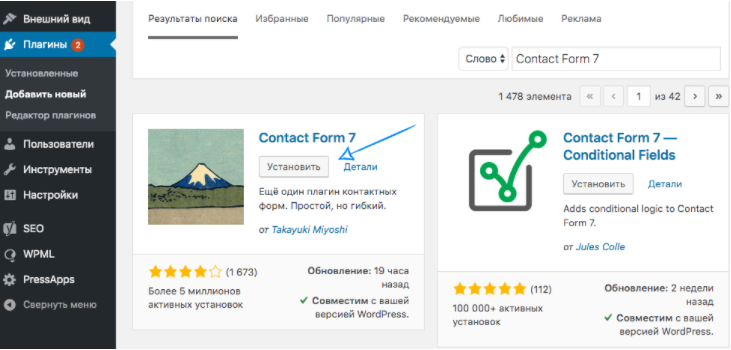 Внешний вид
Плагины 2
Установленные
Добавить новый
Редактор плагинов
Пользователи
Инструменты
Настройки
SEO
WPML
PressApps
Свернуть меню
Результаты поиска Избранные Популярные Рекомендуемые Любимые Реклама
Слово Contact Form 7
1 478 элемента « ‹ 1 из 42 › »
Contact Form 7
Установить Детали
Ещё один плагин контактных
форм. Простой, но гибкий.
от Takayuki Miyoshi
(1 673)
Более 5 миллионов
активных установок
Обновление: 19 часа
назад
✓ Совместим с вашей
версией WordPress.
Contact Form 7 —
Conditional Fields
Установить Детали
Adds conditional logic to Contact
Form 7.
от Jules Colle
(112)
100 000+ активных
установок
Обновление: 2 недели
назад
✓ Совместим с вашей
версией WordPress.